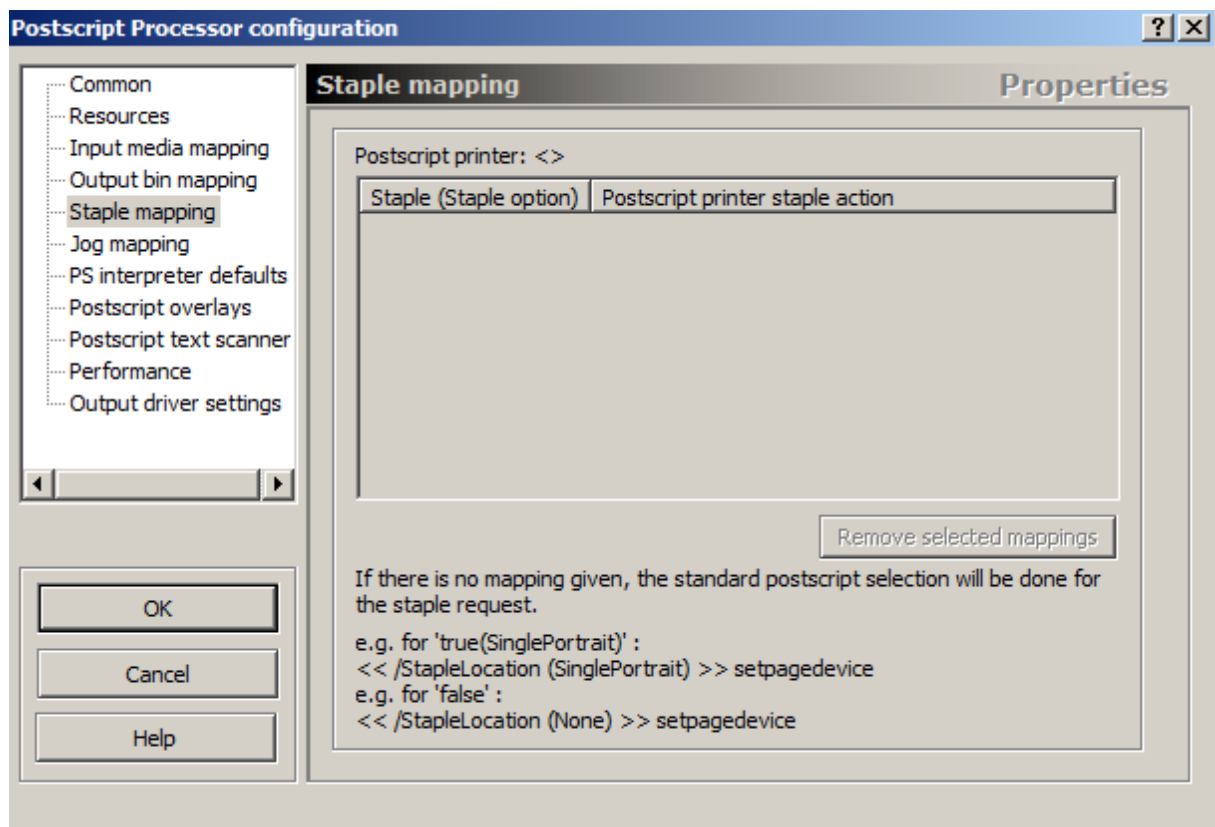 Postscript Processor configuration
Common
Resources
Input media mapping
Output bin mapping
Staple mapping
Jog mapping
PS interpreter defaults
Postscript overlays
Postscript text scanner
Performance
Output driver settings
OK
Cancel
Help
Staple mapping Properties
Postscript printer: <>
Staple (Staple option) Postscript printer staple action
Remove selected mappings
If there is no mapping given, the standard postscript selection will be done for
the staple request.
e.g. for 'true(SinglePortrait)' :
<< /StapleLocation (SinglePortrait) >> setpagedevice
e.g. for 'false' :
<< /StapleLocation (None) >> setpagedevice